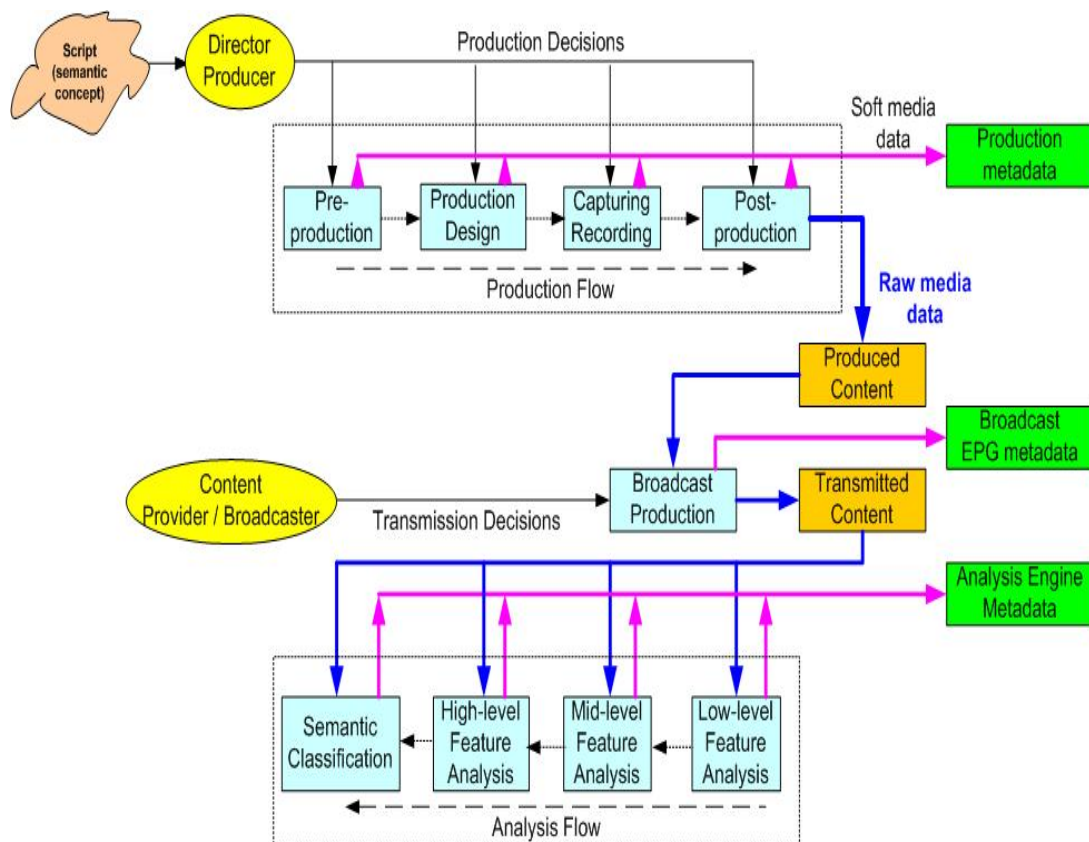 Script
(semantic
concept)
Director
Producer
Production Decisions
Soft media
data
Production
metadata
Pre-
production
Production
Design
Capturing
Recording
Post-
production
Production Flow
Raw media
data
Produced
Content
Broadcast
EPG metadata
Content
Provider / Broadcaster
Transmission Decisions
Broadcast
Production
Transmitted
Content
Analysis Engine
Metadata
Semantic
Classification
High-level
Feature
Analysis
Mid-level
Feature
Analysis
Low-level
Feature
Analysis
Analysis Flow